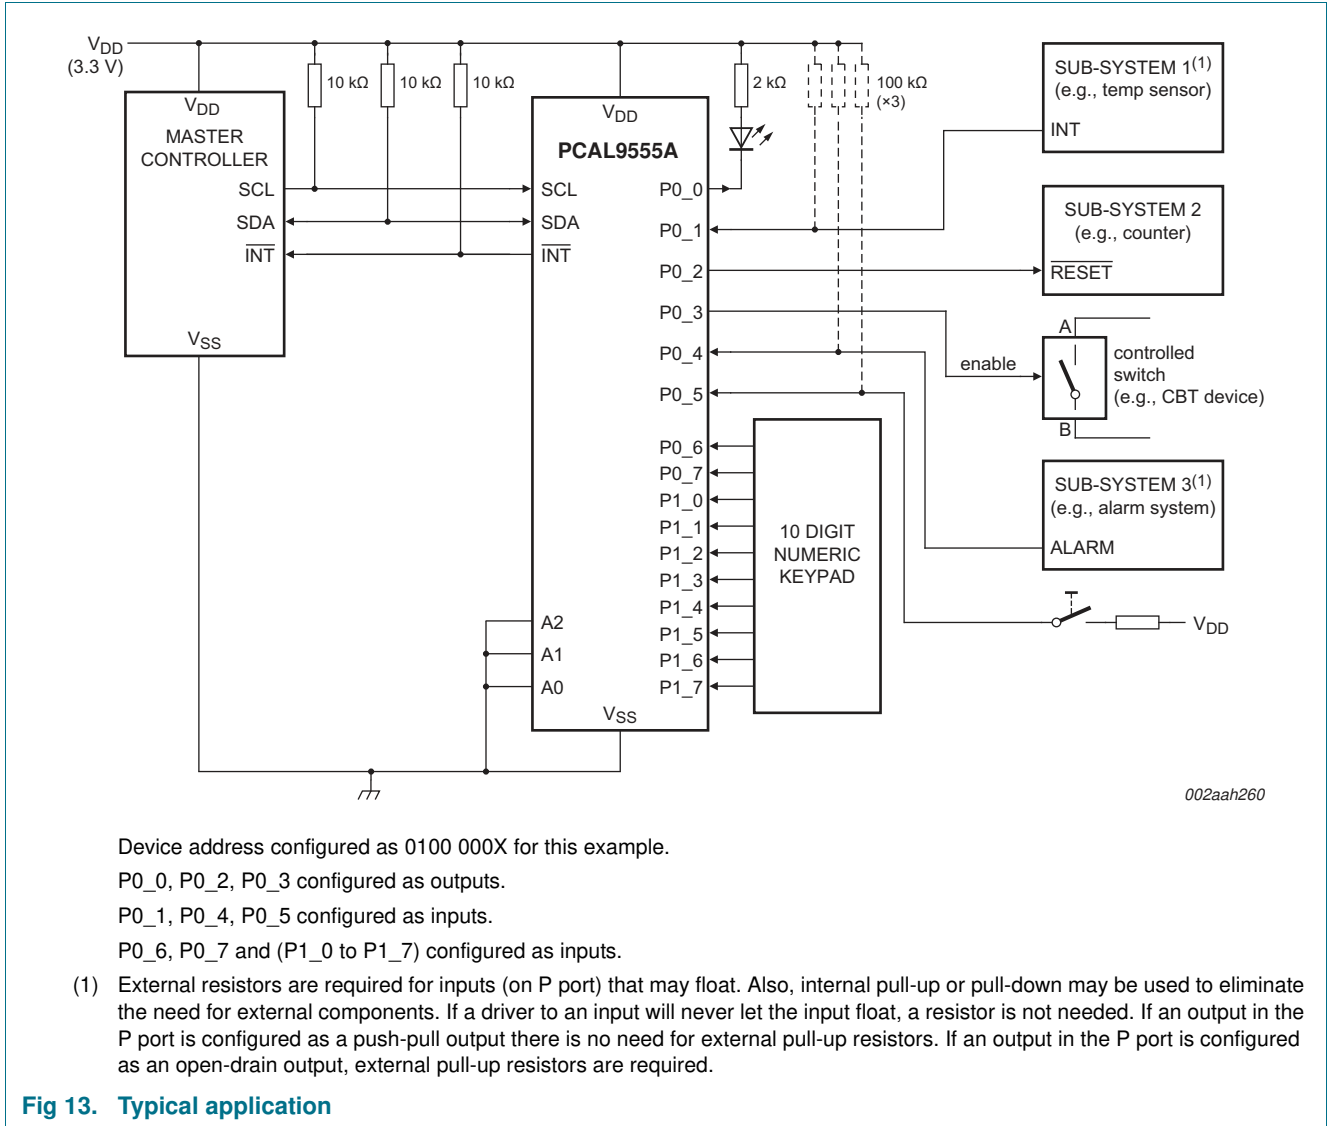 VDD
(3.3 V)
10 kΩ
10 kΩ
10 kΩ
2 kΩ
100 kΩ
(×3)
VDD
MASTER
CONTROLLER
SCL
SDA
INT
VSS
VDD
PCAL9555A
SCL
SDA
INT
A2
A1
A0
VSS
P0_0
P0_1
P0_2
P0_3
P0_4
P0_5
P0_6
P0_7
P1_0
P1_1
P1_2
P1_3
P1_4
P1_5
P1_6
P1_7
10 DIGIT
NUMERIC
KEYPAD
SUB-SYSTEM 1(1)
(e.g., temp sensor)
INT
SUB-SYSTEM 2
(e.g., counter)
RESET
A
enable
controlled
switch
(e.g., CBT device)
B
SUB-SYSTEM 3(1)
(e.g., alarm system)
ALARM
VDD
002aah260
Device address configured as 0100 000X for this example.
P0_0, P0_2, P0_3 configured as outputs.
P0_1, P0_4, P0_5 configured as inputs.
P0_6, P0_7 and (P1_0 to P1_7) configured as inputs.
(1) External resistors are required for inputs (on P port) that may float. Also, internal pull-up or pull-down may be used to eliminate
the need for external components. If a driver to an input will never let the input float, a resistor is not needed. If an output in the
P port is configured as a push-pull output there is no need for external pull-up resistors. If an output in the P port is configured
as an open-drain output, external pull-up resistors are required.
Fig 13. Typical application